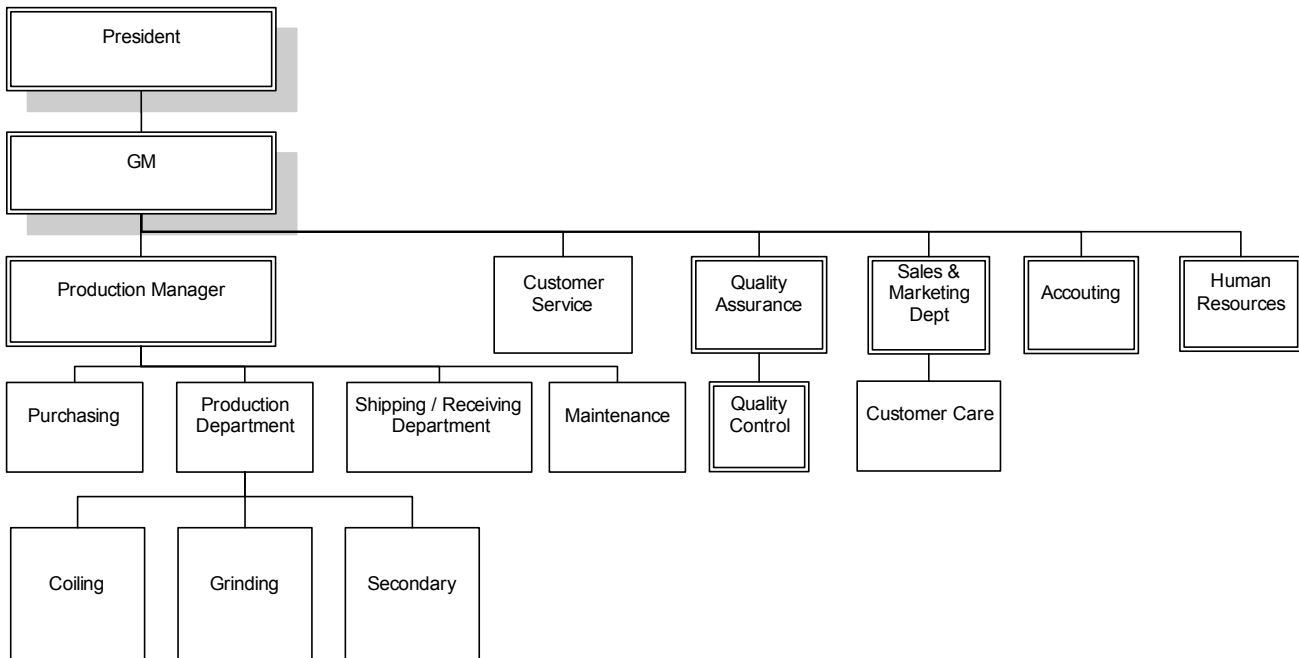 President
GM
Production Manager
Customer
Service
Quality
Assurance
Sales &
Marketing
Dept
Accouting
Human
Resources
Purchasing
Production
Department
Shipping / Receiving
Department
Maintenance
Quality
Control
Customer Care
Coiling
Grinding
Secondary